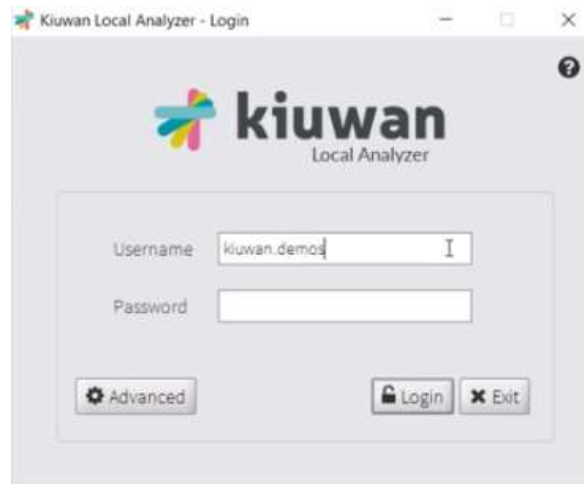 Kiuwan Local Analyzer - Login
kiuwan
Local Analyzer
Username kiuwan.demos
Password
Advanced Login Exit